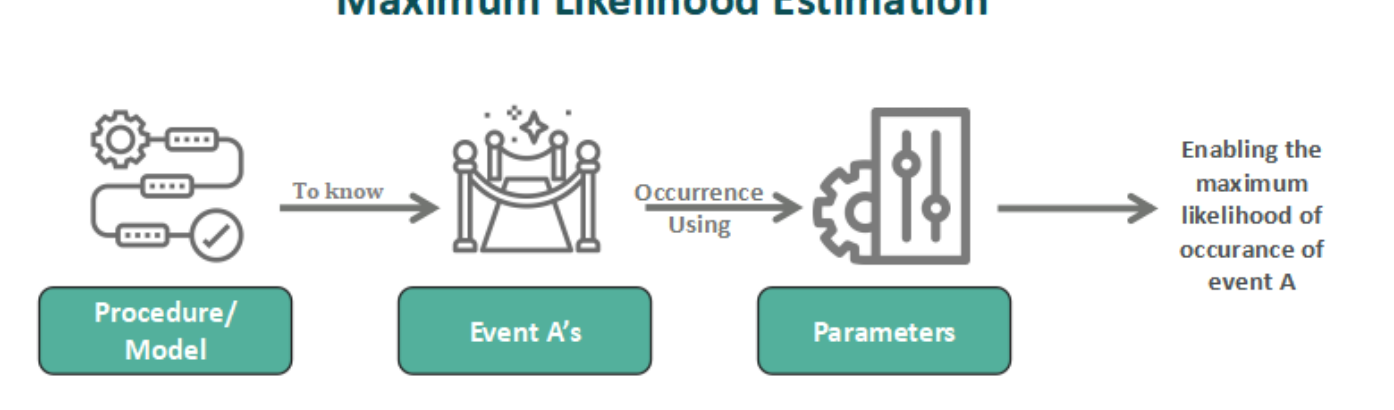 Maximum Likelihood Estimation
To know
Occurrence
Using
Enabling the
maximum
likelihood of
occurance of
event A
Procedure/
Model
Event A's
Parameters